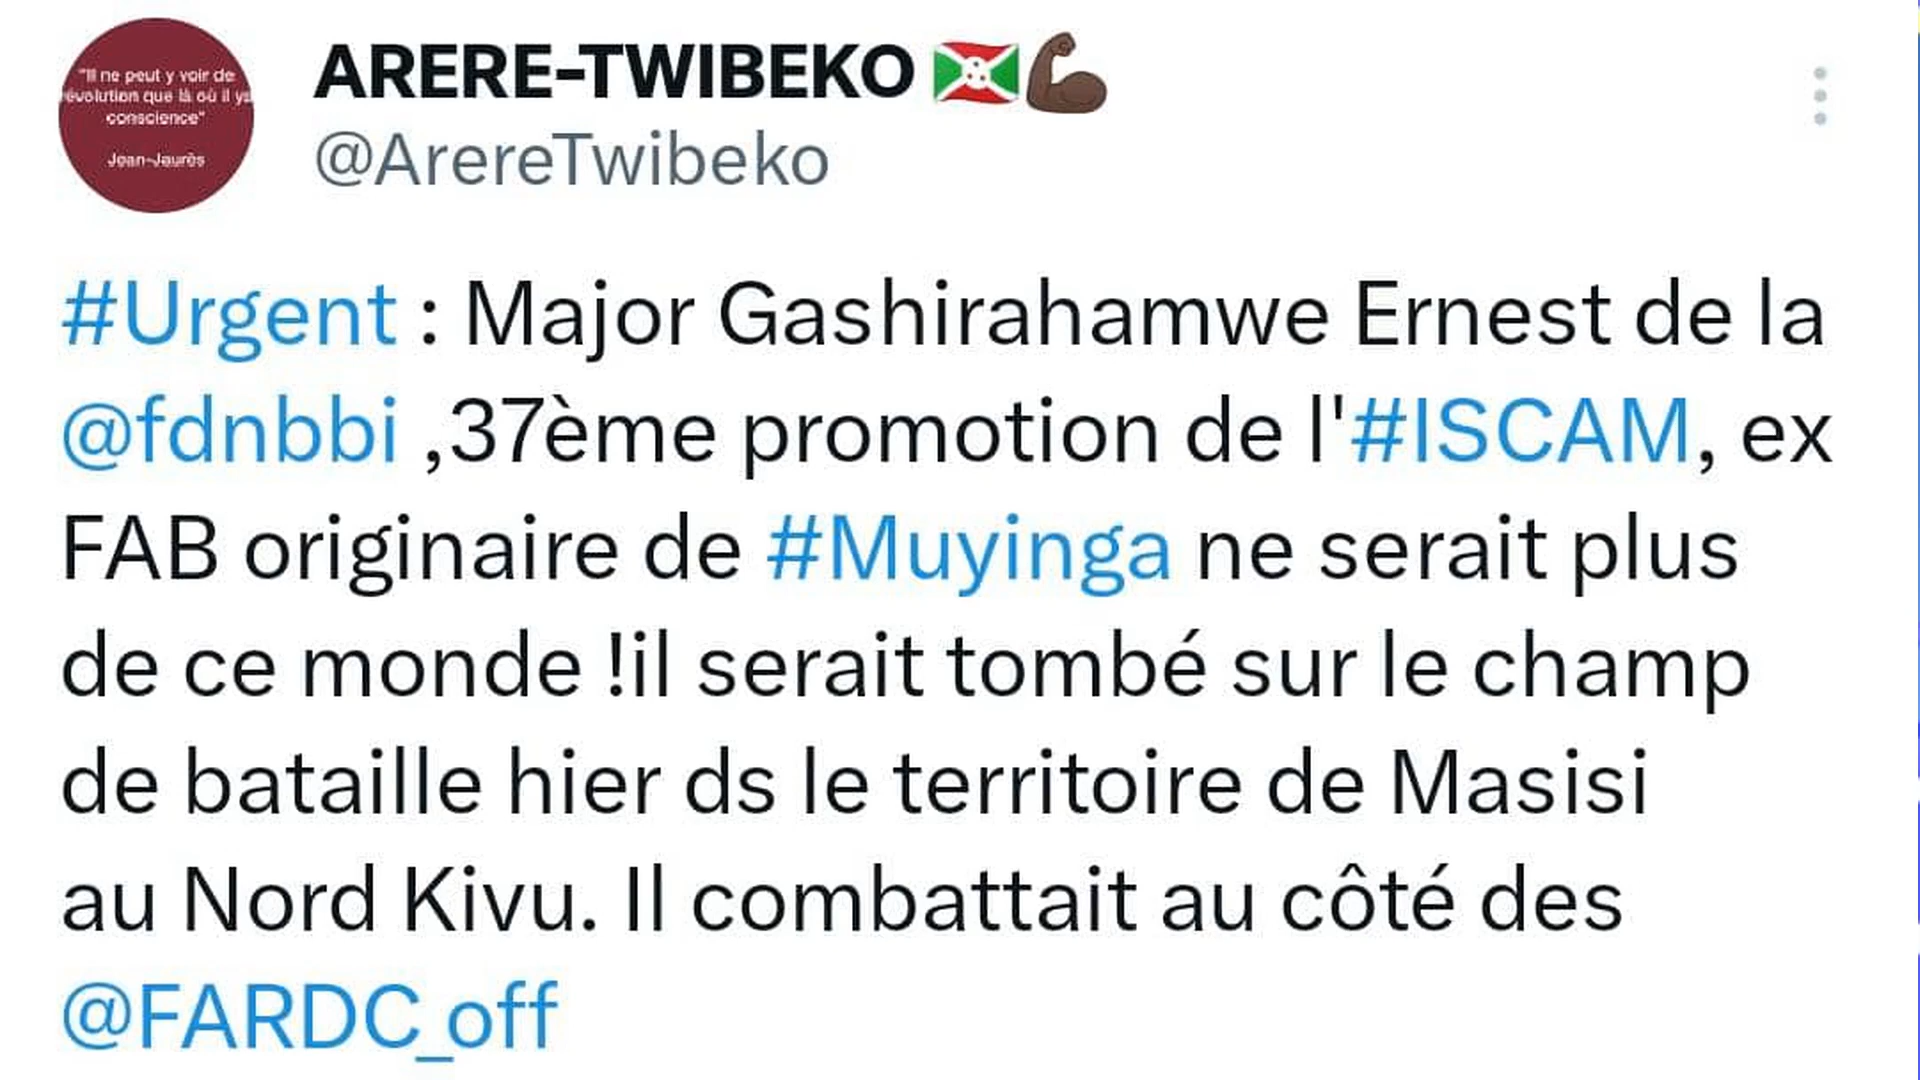 "Il ne peut y voir de
évolution que là où il ya
conscience"
Jean-Jaurès
ARERE-TWIBEKO 🇧🇮💪🏿
@ArereTwibeko
#Urgent : Major Gashirahamwe Ernest de la
@fdnbbi ,37ème promotion de l'#ISCAM, ex
FAB originaire de #Muyinga ne serait plus
de ce monde !il serait tombé sur le champ
de bataille hier ds le territoire de Masisi
au Nord Kivu. Il combattait au côté des
@FARDC_off